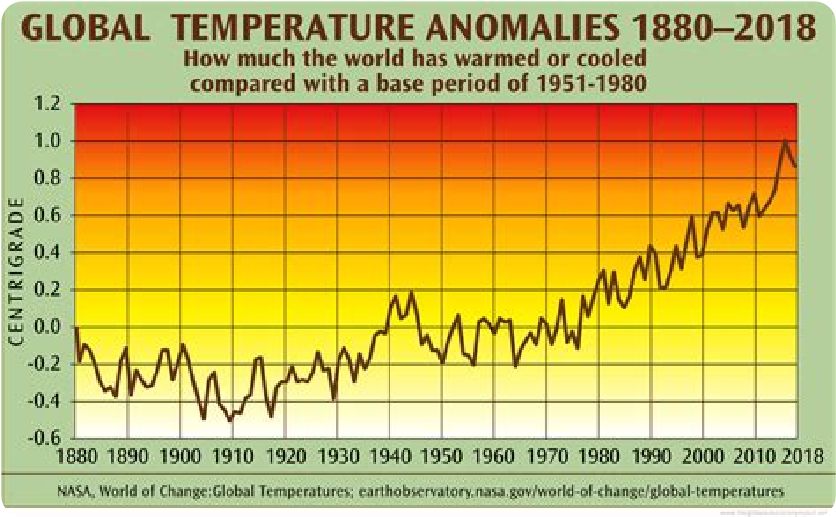 GLOBAL TEMPERATURE ANOMALIES 1880–2018
How much the world has warmed or cooled
compared with a base period of 1951-1980
CENTRIGRADE
1.2
1.0
0.8
0.6
0.4
0.2
0.0
-0.2
-0.4
-0.6
1880 1890 1900 1910 1920 1930 1940 1950 1960 1970 1980 1990 2000 2010 2018
NASA, World of Change:Global Temperatures; earthobservatory.nasa.gov/world-of-change/global-temperatures